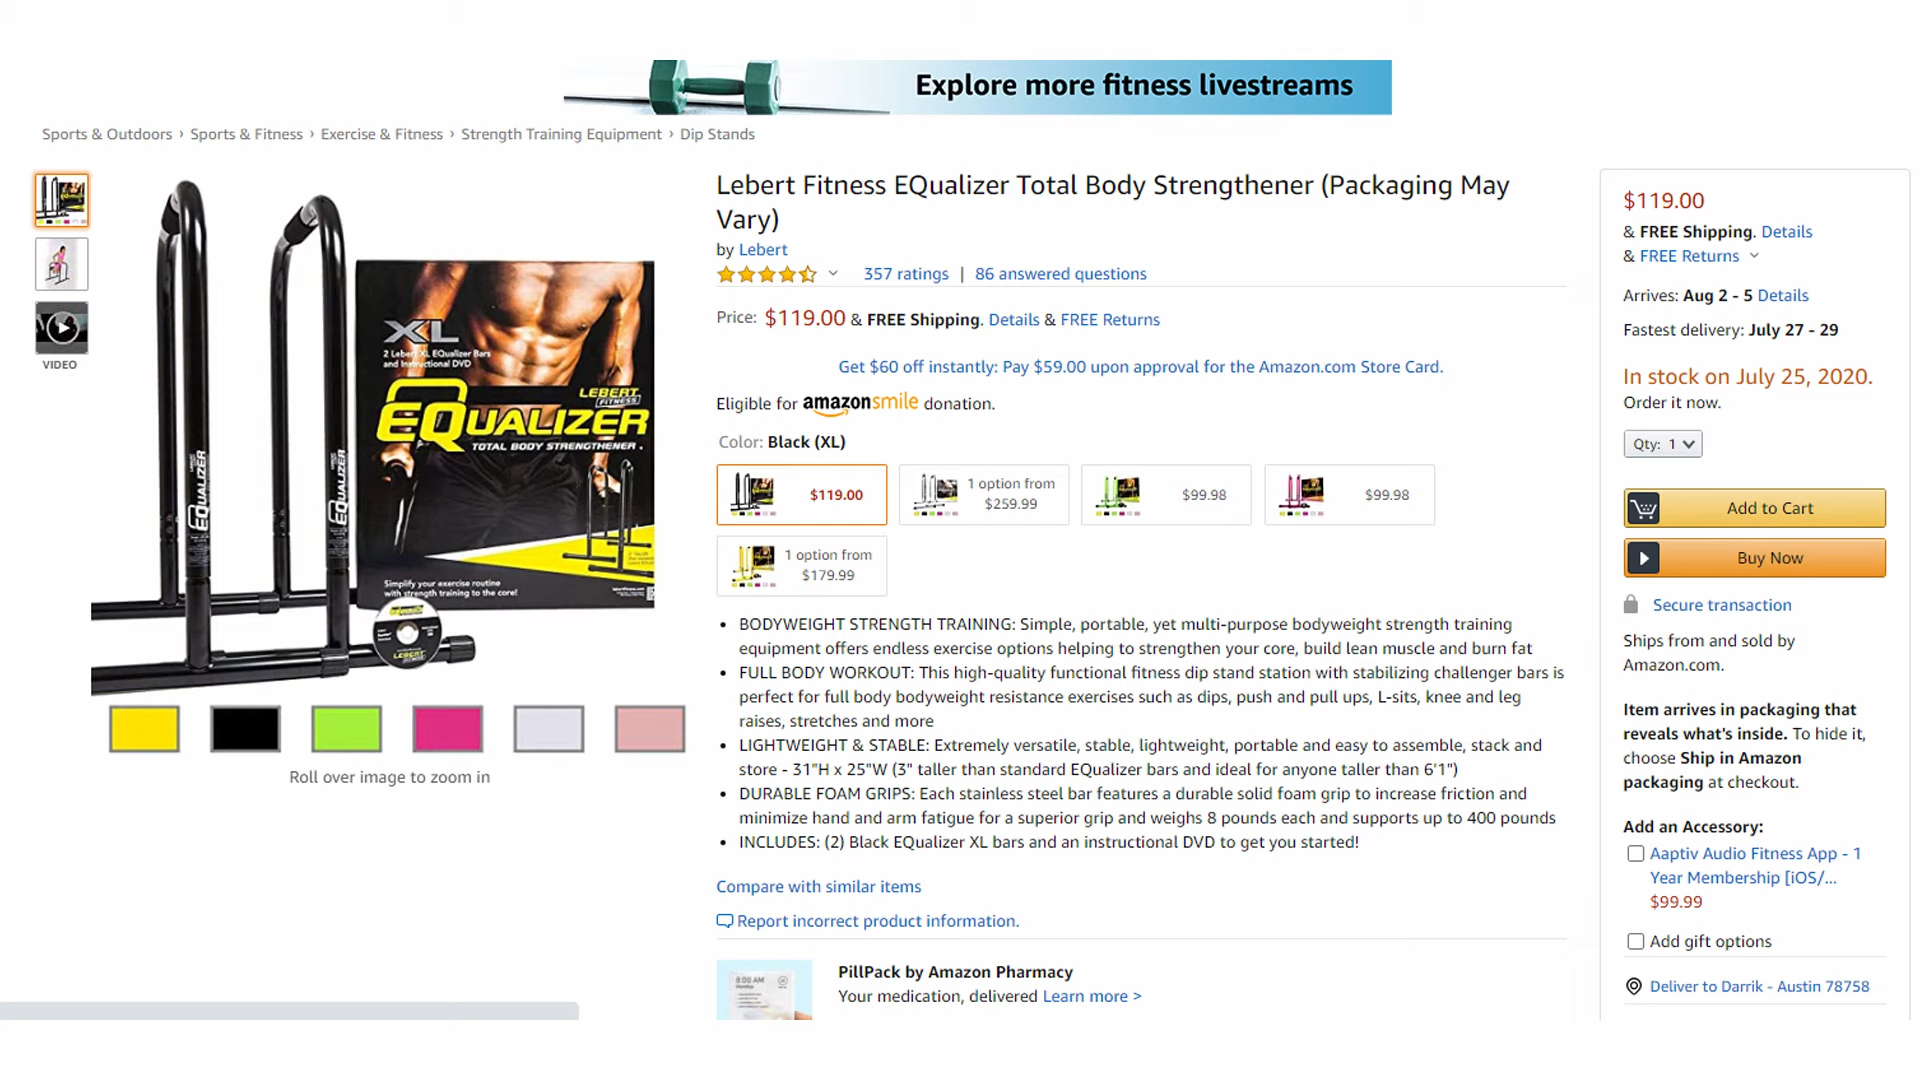 Explore more fitness livestreams
Sports & Outdoors › Sports & Fitness › Exercise & Fitness › Strength Training Equipment › Dip Stands
VIDEO
XL
2 Lebert XL EQualizer Bars
and Instructional DVD
LEBERT
FITNESS
EQUALIZER
TOTAL BODY STRENGTHENER
Simplify your exercise routine
with strength training to the core!
EQUALIZER
EQUALIZER
LEBERT
Roll over image to zoom in
Lebert Fitness EQualizer Total Body Strengthener (Packaging May
Vary)
by Lebert
357 ratings | 86 answered questions
Price: $119.00 & FREE Shipping. Details & FREE Returns
Get $60 off instantly: Pay $59.00 upon approval for the Amazon.com Store Card.
Eligible for amazonsmile donation.
Color: Black (XL)
$119.00
1 option from
$259.99
$99.98
$99.98
1 option from
$179.99
• BODYWEIGHT STRENGTH TRAINING: Simple, portable, yet multi-purpose bodyweight strength training
equipment offers endless exercise options helping to strengthen your core, build lean muscle and burn fat
• FULL BODY WORKOUT: This high-quality functional fitness dip stand station with stabilizing challenger bars is
perfect for full body bodyweight resistance exercises such as dips, push and pull ups, L-sits, knee and leg
raises, stretches and more
• LIGHTWEIGHT & STABLE: Extremely versatile, stable, lightweight, portable and easy to assemble, stack and
store - 31"H x 25"W (3" taller than standard EQualizer bars and ideal for anyone taller than 6'1")
• DURABLE FOAM GRIPS: Each stainless steel bar features a durable solid foam grip to increase friction and
minimize hand and arm fatigue for a superior grip and weighs 8 pounds each and supports up to 400 pounds
• INCLUDES: (2) Black EQualizer XL bars and an instructional DVD to get you started!
Compare with similar items
Report incorrect product information.
8:00 AM
Monday
PillPack by Amazon Pharmacy
Your medication, delivered Learn more >
$119.00
& FREE Shipping. Details
& FREE Returns
Arrives: Aug 2 - 5 Details
Fastest delivery: July 27 - 29
In stock on July 25, 2020.
Order it now.
Qty: 1
Add to Cart
Buy Now
Secure transaction
Ships from and sold by
Amazon.com.
Item arrives in packaging that
reveals what's inside. To hide it,
choose Ship in Amazon
packaging at checkout.
Add an Accessory:
Aaptiv Audio Fitness App - 1
Year Membership [iOS/...
$99.99
Add gift options
Deliver to Darrik - Austin 78758